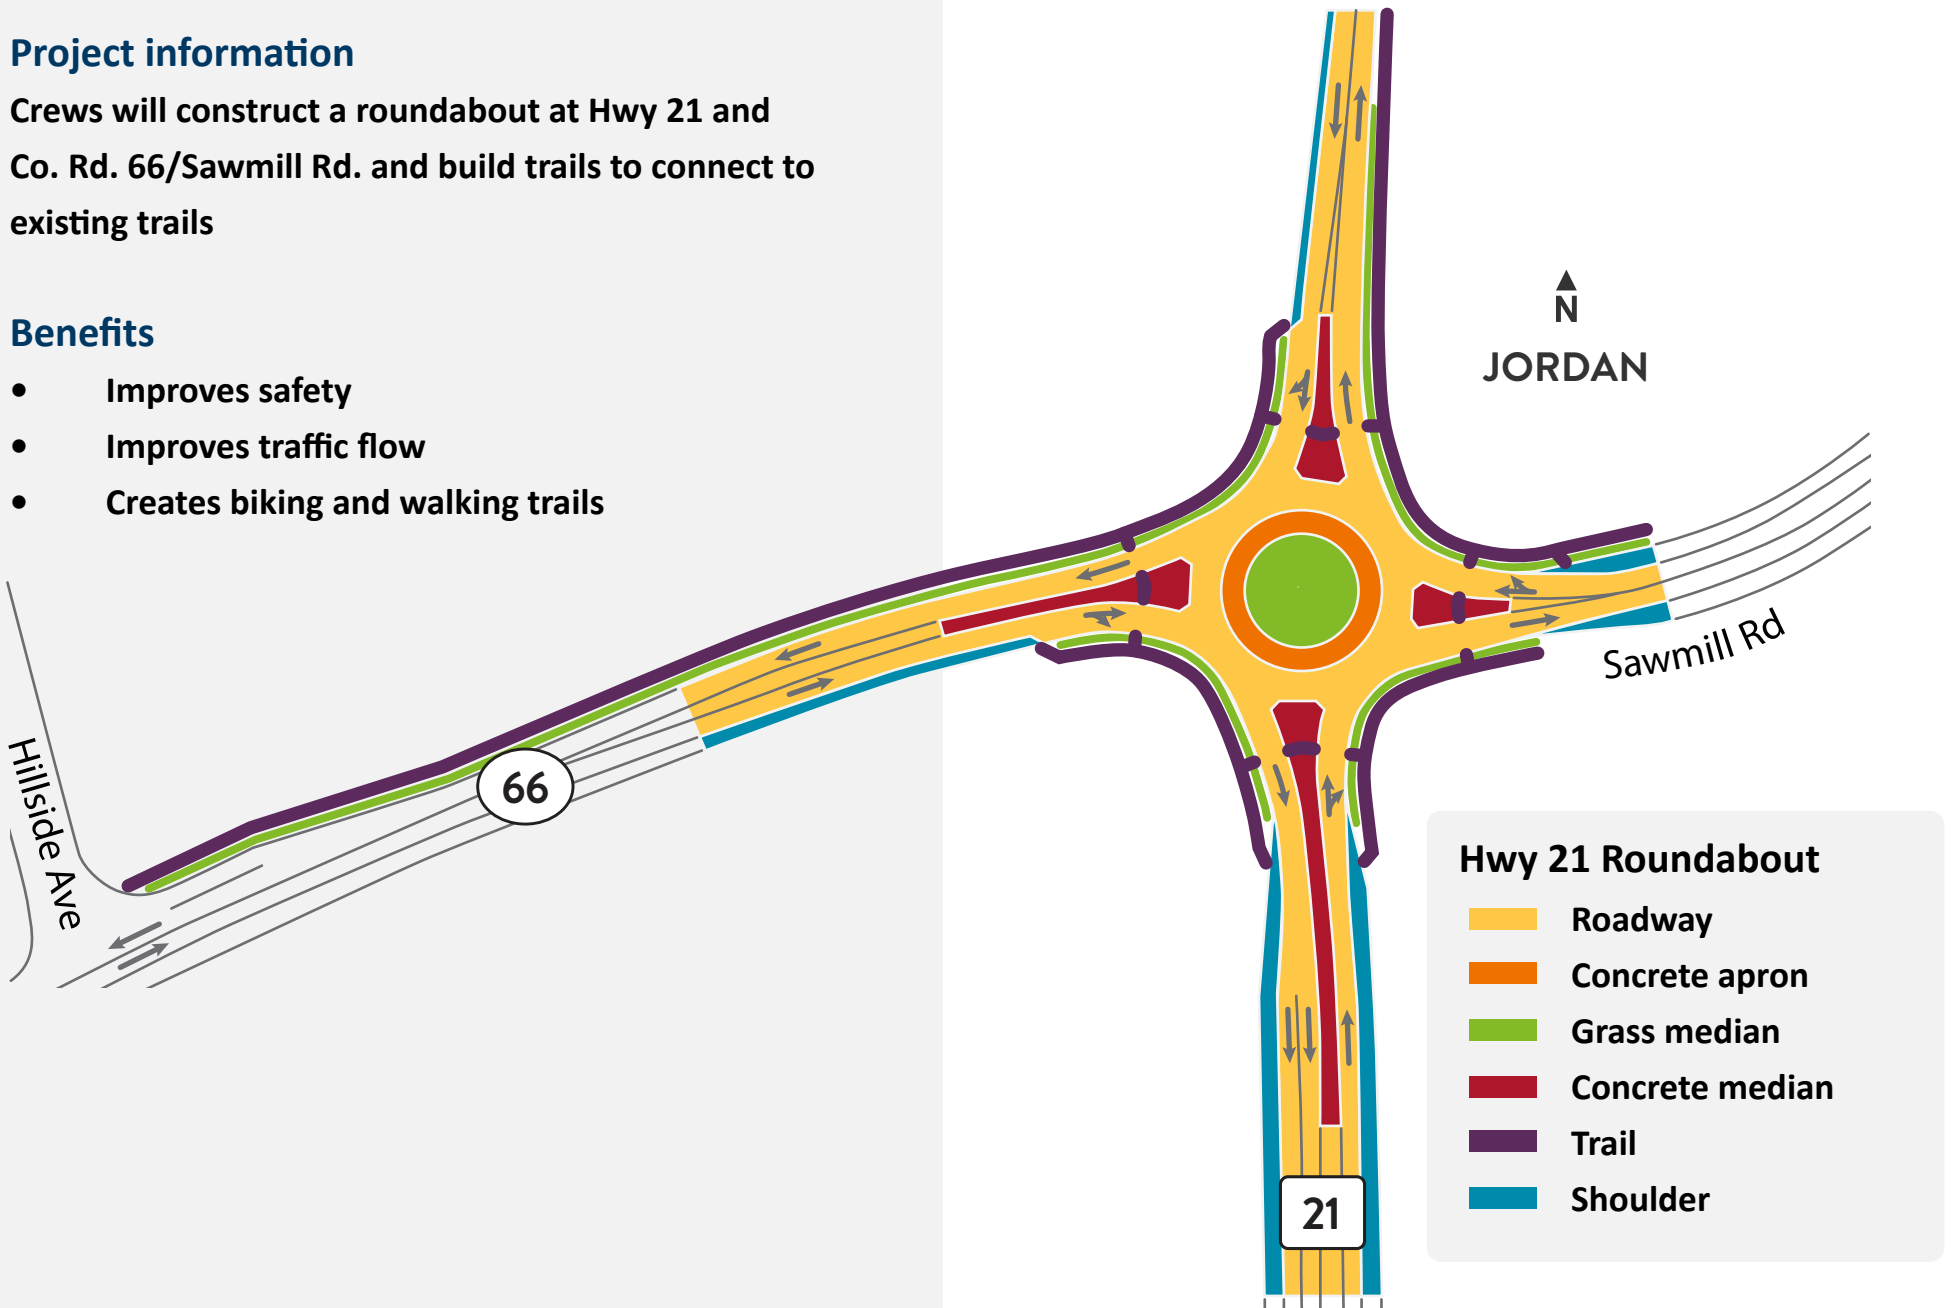 Project information
Crews will construct a roundabout at Hwy 21 and
Co. Rd. 66/Sawmill Rd. and build trails to connect to
existing trails
Benefits
• Improves safety
• Improves traffic flow
• Creates biking and walking trails
N
JORDAN
Sawmill Rd
Hillside Ave
66
21
Hwy 21 Roundabout
Roadway
Concrete apron
Grass median
Concrete median
Trail
Shoulder